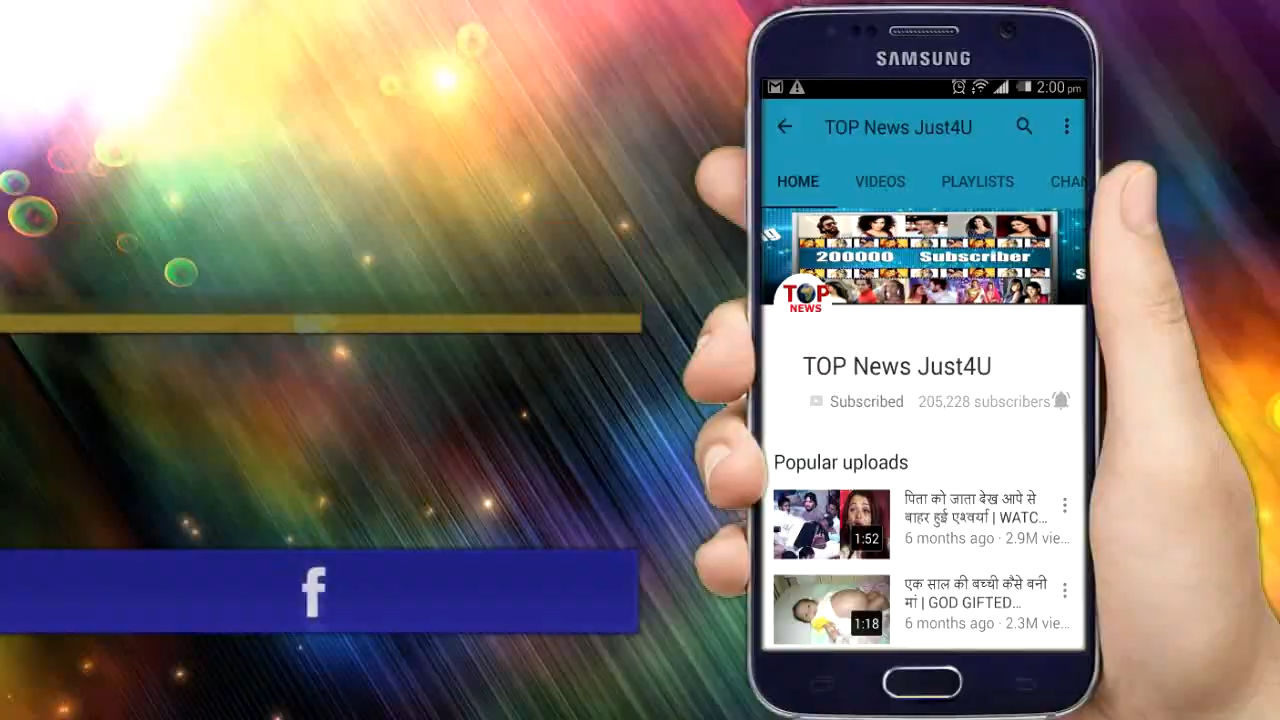 SAMSUNG
2:00 pm
TOP News Just4U
HOME VIDEOS PLAYLISTS CHAN
200000 Subscriber
TOP
NEWS
TOP News Just4U
Subscribed 205,228 subscribers
Popular uploads
पिता को जाता देख आपे से
बाहर हुई एश्वर्या | WATC...
6 months ago · 2.9M vie...
1:52
एक साल की बच्ची कैसे बनी
मां | GOD GIFTED...
6 months ago · 2.3M vie...
1:18
f